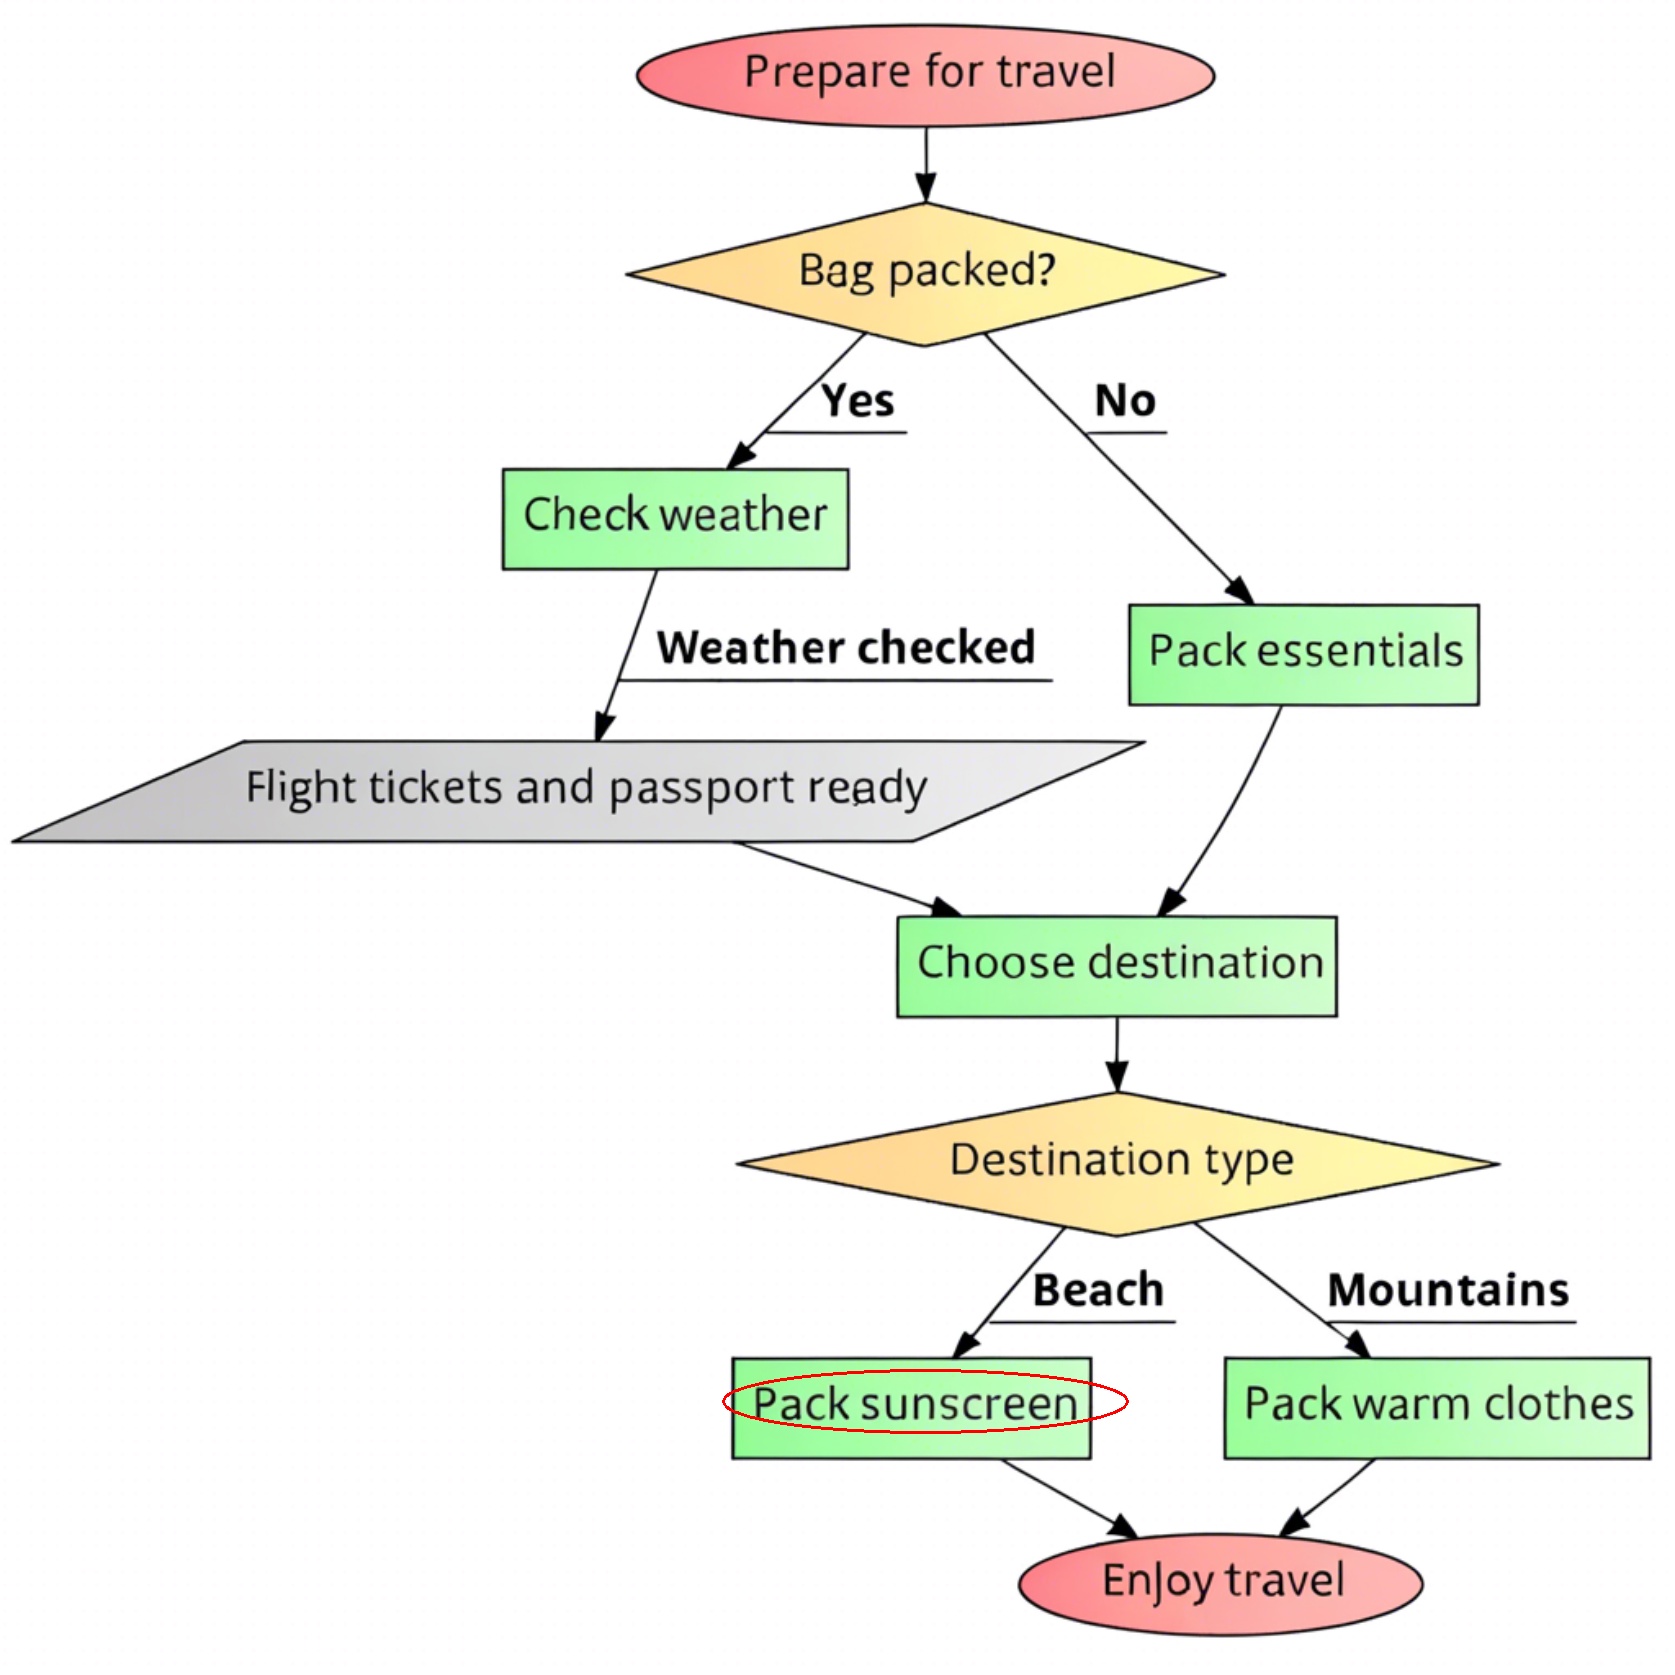 Prepare for travel
Bag packed?
Yes
No
Check weather
Weather checked
Pack essentials
Flight tickets and passport ready
Choose destination
Destination type
Beach
Mountains
Pack sunscreen
Pack warm clothes
Enjoy travel